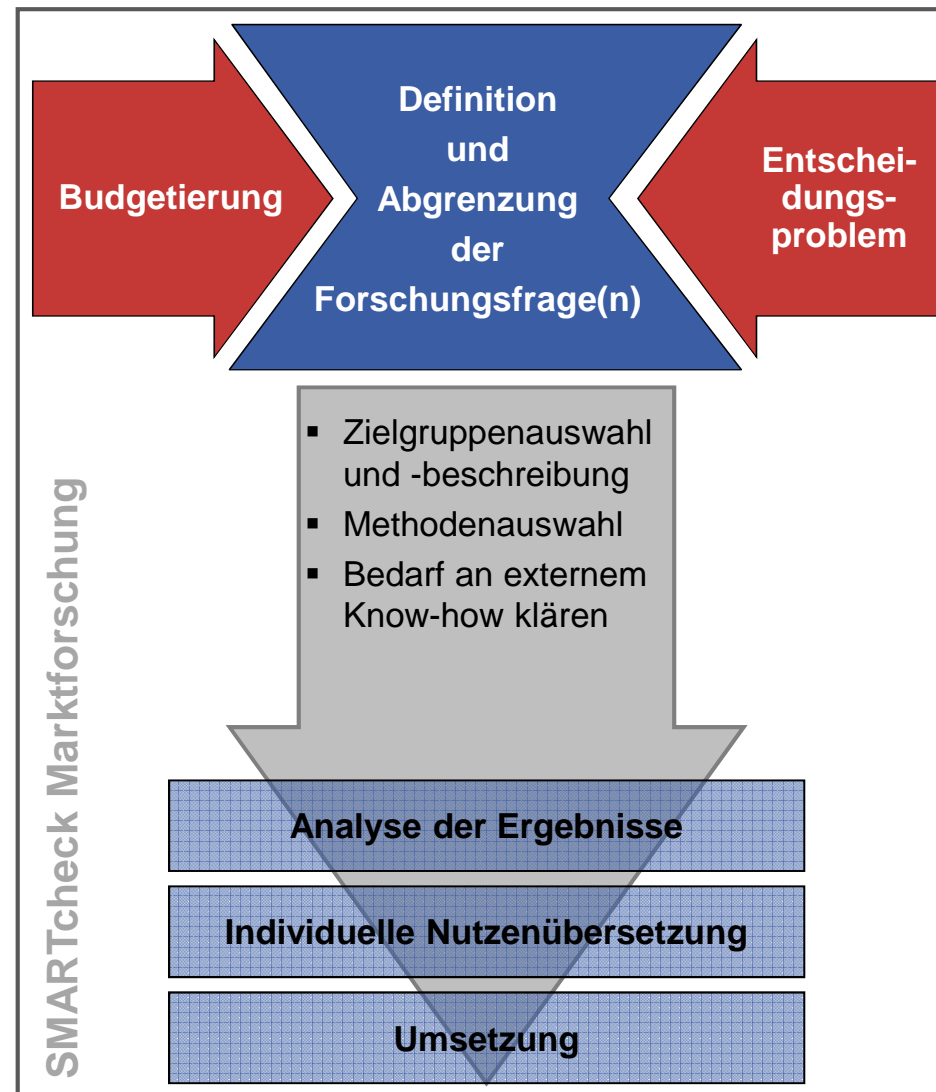 Definition
und
Abgrenzung
der
Forschungsfrage(n)
Budgetierung
Entschei-
dungs-
problem
▪ Zielgruppenauswahl
und -beschreibung
▪ Methodenauswahl
▪ Bedarf an externem
Know-how klären
SMARTcheck Marktforschung
Analyse der Ergebnisse
Individuelle Nutzenübersetzung
Umsetzung